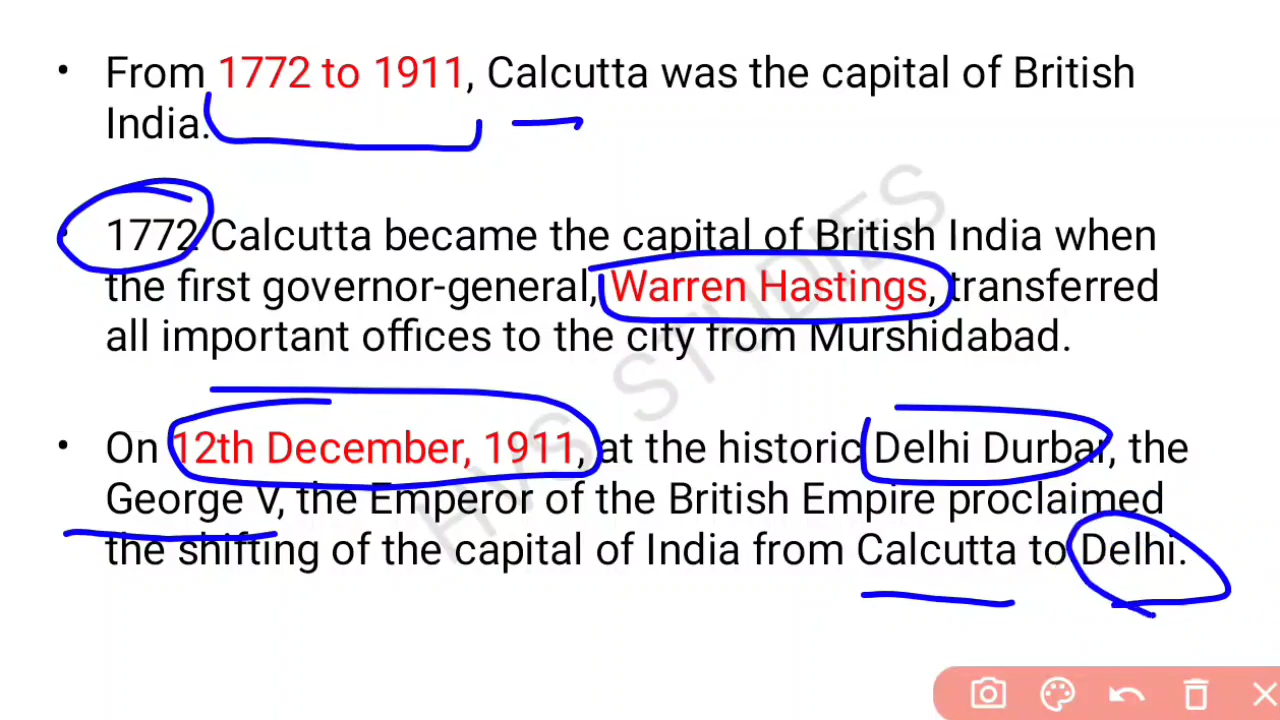 • From 1772 to 1911, Calcutta was the capital of British
India.
1772 Calcutta became the capital of British India when
the first governor-general, Warren Hastings, transferred
all important offices to the city from Murshidabad.
• On 12th December, 1911, at the historic Delhi Durbar, the
George V, the Emperor of the British Empire proclaimed
the shifting of the capital of India from Calcutta to Delhi.
HVS STUDIES